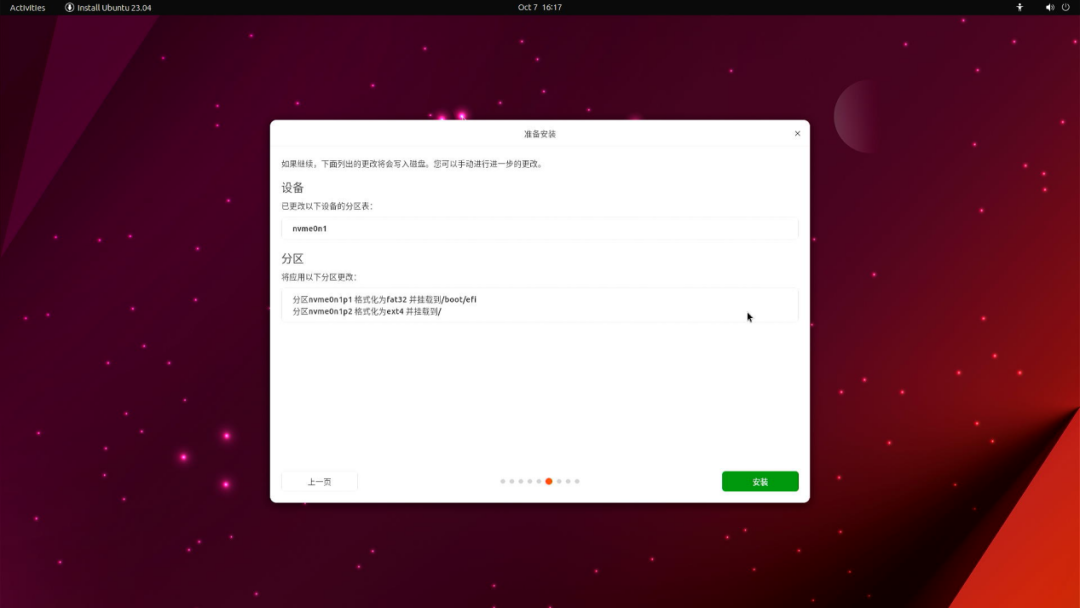 Activities Install Ubuntu 23.04 Oct 7 16:17
准备安装
如果继续，下面列出的更改将会写入磁盘。您可以手动进行进一步的更改。
设备
已更改以下设备的分区表：
nvme0n1
分区
将应用以下分区更改：
分区nvme0n1p1 格式化为fat32 并挂载到/boot/efi
分区nvme0n1p2 格式化为ext4 并挂载到/
上一页 安装